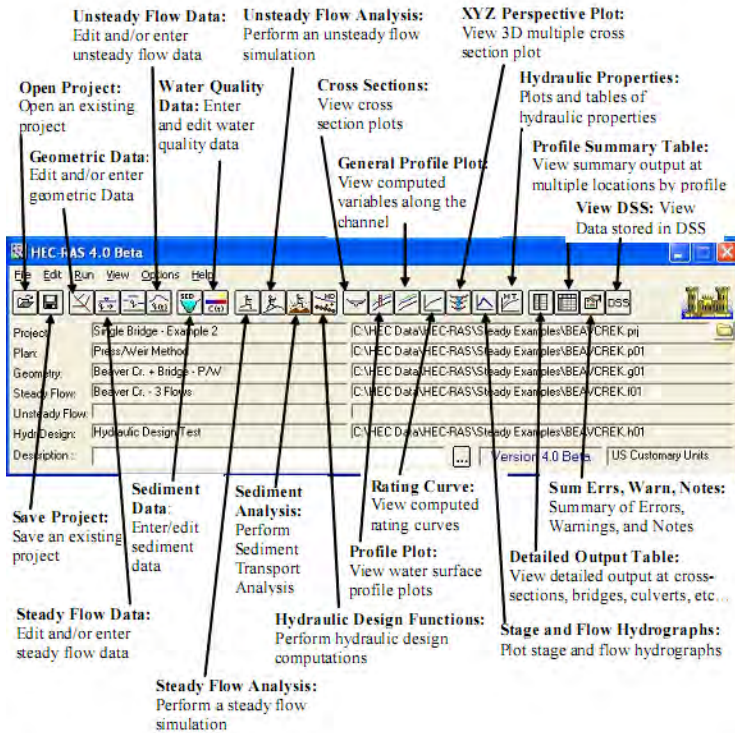 Unsteady Flow Data:
Edit and/or enter
unsteady flow data
Unsteady Flow Analysis:
Perform an unsteady flow
simulation
XYZ Perspective Plot:
View 3D multiple cross
section plot
Open Project:
Open an existing
project
Water Quality
Data: Enter
and edit water
quality data
Cross Sections:
View cross
section plots
Hydraulic Properties:
Plots and tables of
hydraulic properties
Geometric Data:
Edit and/or enter
geometric Data
General Profile Plot:
View computed
variables along the
channel
Profile Summary Table:
View summary output at
multiple locations by profile
View DSS: View
Data stored in DSS
HEC-RAS 4.0 Beta
File Edit Run View Options Help
SED
HD
M.T.
DSS
Project: Single Bridge - Example 2 C:\HEC Data\HEC-RAS\Steady Examples\BEAVCREK.prj
Plan: Press/Weir Method C:\HEC Data\HEC-RAS\Steady Examples\BEAVCREK.p01
Geometry: Beaver Cr. + Bridge - P/W C:\HEC Data\HEC-RAS\Steady Examples\BEAVCREK.g01
Steady Flow: Beaver Cr. - 3 Flows C:\HEC Data\HEC-RAS\Steady Examples\BEAVCREK.f01
Unsteady Flow:
Hydr Design: Hydraulic Design Test C:\HEC Data\HEC-RAS\Steady Examples\BEAVCREK.h01
Description : ... Version 4.0 Beta US Customary Units
Save Project:
Save an existing
project
Sediment
Data:
Enter/edit
sediment
data
Sediment
Analysis:
Perform
Sediment
Transport
Analysis
Rating Curve:
View computed
rating curves
Sum Errs, Warn, Notes:
Summary of Errors,
Warnings, and Notes
Profile Plot:
View water surface
profile plots
Detailed Output Table:
View detailed output at cross-
sections, bridges, culverts, etc...
Steady Flow Data:
Edit and/or enter
steady flow data
Hydraulic Design Functions:
Perform hydraulic design
computations
Stage and Flow Hydrographs:
Plot stage and flow hydrographs
Steady Flow Analysis:
Perform a steady flow
simulation